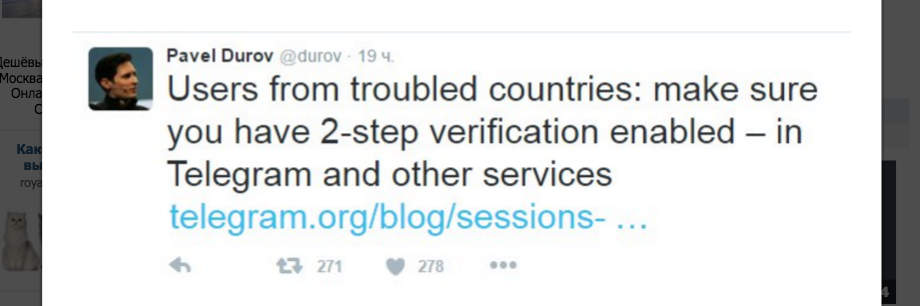 Pavel Durov @durov · 19 ч.
Users from troubled countries: make sure
you have 2-step verification enabled – in
Telegram and other services
telegram.org/blog/sessions- …
271 278
Москва
Онла
С
Как
вы
roya
4